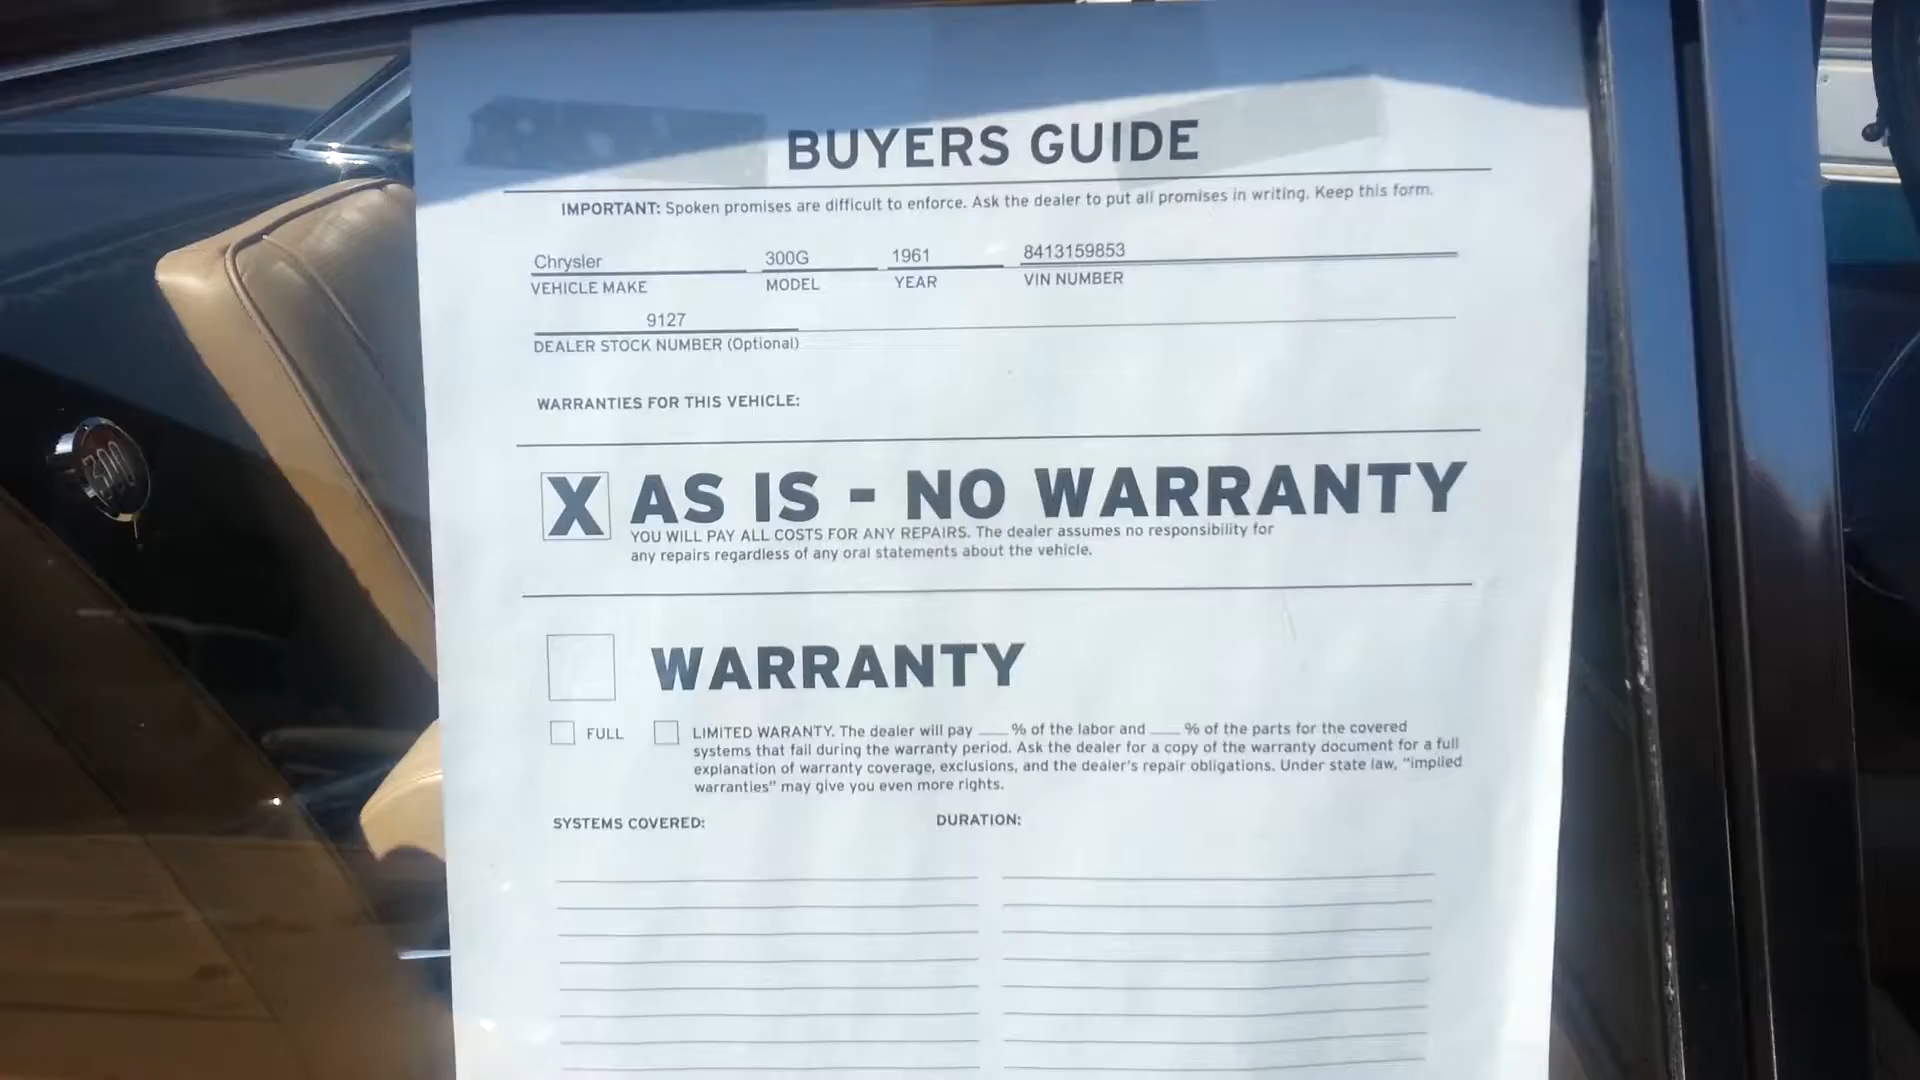 BUYERS GUIDE
IMPORTANT: Spoken promises are difficult to enforce. Ask the dealer to put all promises in writing. Keep this form.
Chrysler 300G 1961 8413159853
VEHICLE MAKE MODEL YEAR VIN NUMBER
9127
DEALER STOCK NUMBER (Optional)
WARRANTIES FOR THIS VEHICLE:
300
X AS IS - NO WARRANTY
YOU WILL PAY ALL COSTS FOR ANY REPAIRS. The dealer assumes no responsibility for
any repairs regardless of any oral statements about the vehicle.
WARRANTY
FULL LIMITED WARANTY. The dealer will pay ___ % of the labor and ___ % of the parts for the covered
systems that fail during the warranty period. Ask the dealer for a copy of the warranty document for a full
explanation of warranty coverage, exclusions, and the dealer's repair obligations. Under state law, "implied
warranties" may give you even more rights.
SYSTEMS COVERED: DURATION: